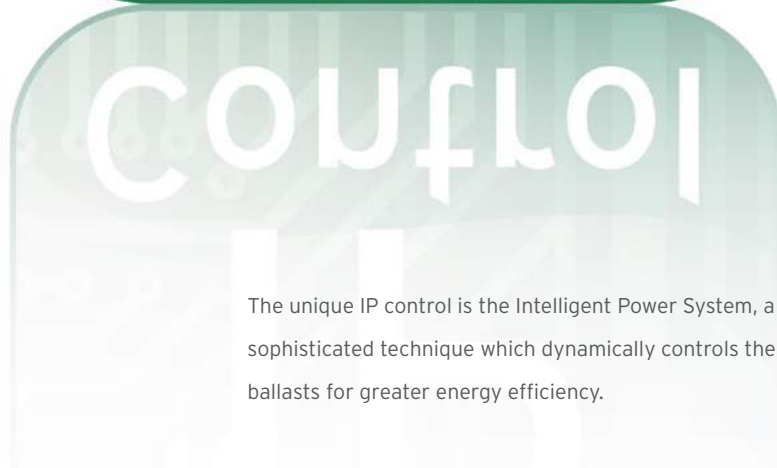 Control
The unique IP control is the Intelligent Power System, a
sophisticated technique which dynamically controls the
ballasts for greater energy efficiency.